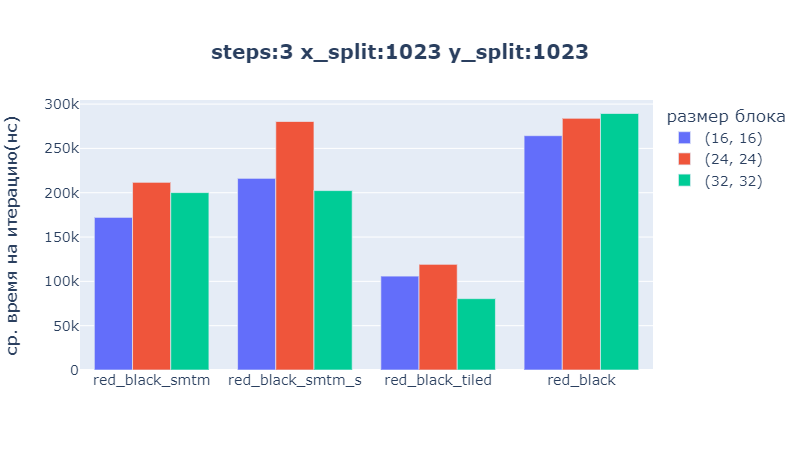 steps:3 x_split:1023 y_split:1023
ср. время на итерацию(нс)
300k
250k
200k
150k
100k
50k
0
red_black_smtm
red_black_smtm_s
red_black_tiled
red_black
размер блока
(16, 16)
(24, 24)
(32, 32)